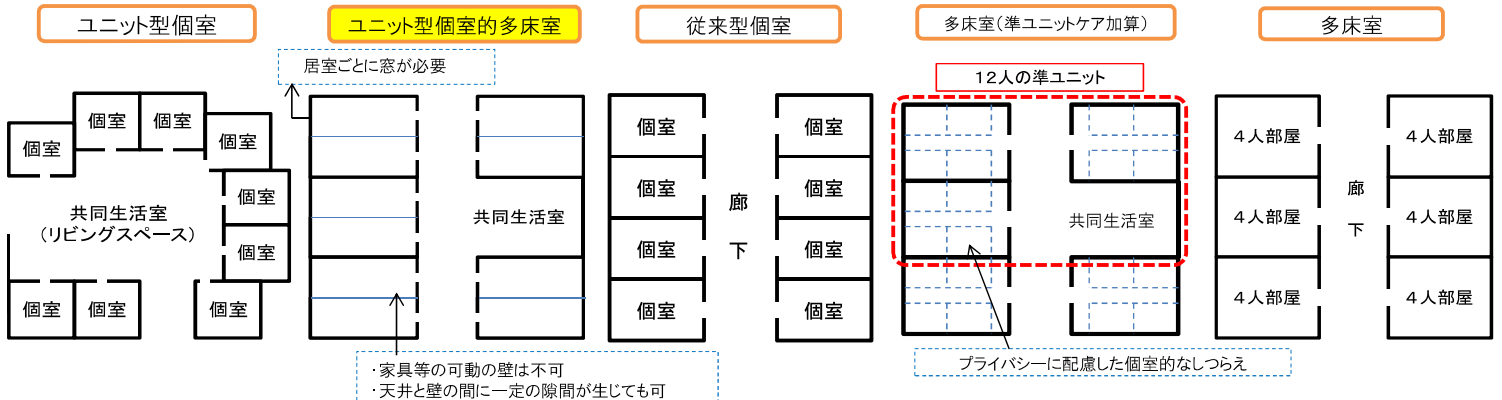 ユニット型個室
個室
個室
個室
個室
個室
個室
個室
個室
個室
共同生活室
(リビングスペース)
ユニット型個室的多床室
居室ごとに窓が必要
共同生活室
・家具等の可動の壁は不可
・天井と壁の間に一定の隙間が生じても可
従来型個室
個室
個室
個室
個室
廊
下
個室
個室
個室
個室
多床室(準ユニットケア加算)
12人の準ユニット
共同生活室
プライバシーに配慮した個室的なしつらえ
多床室
4人部屋
4人部屋
4人部屋
廊
下
4人部屋
4人部屋
4人部屋